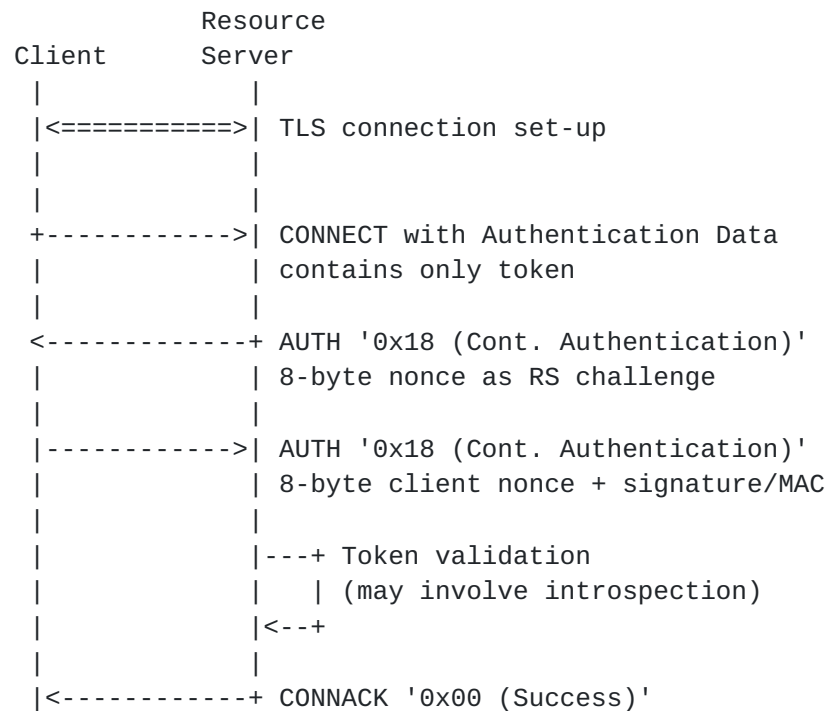 Resource
Client Server
TLS connection set-up
CONNECT with Authentication Data
contains only token
AUTH '0x18 (Cont. Authentication)'
8-byte nonce as RS challenge
AUTH '0x18 (Cont. Authentication)'
8-byte client nonce + signature/MAC
Token validation
(may involve introspection)
CONNACK '0x00 (Success)'